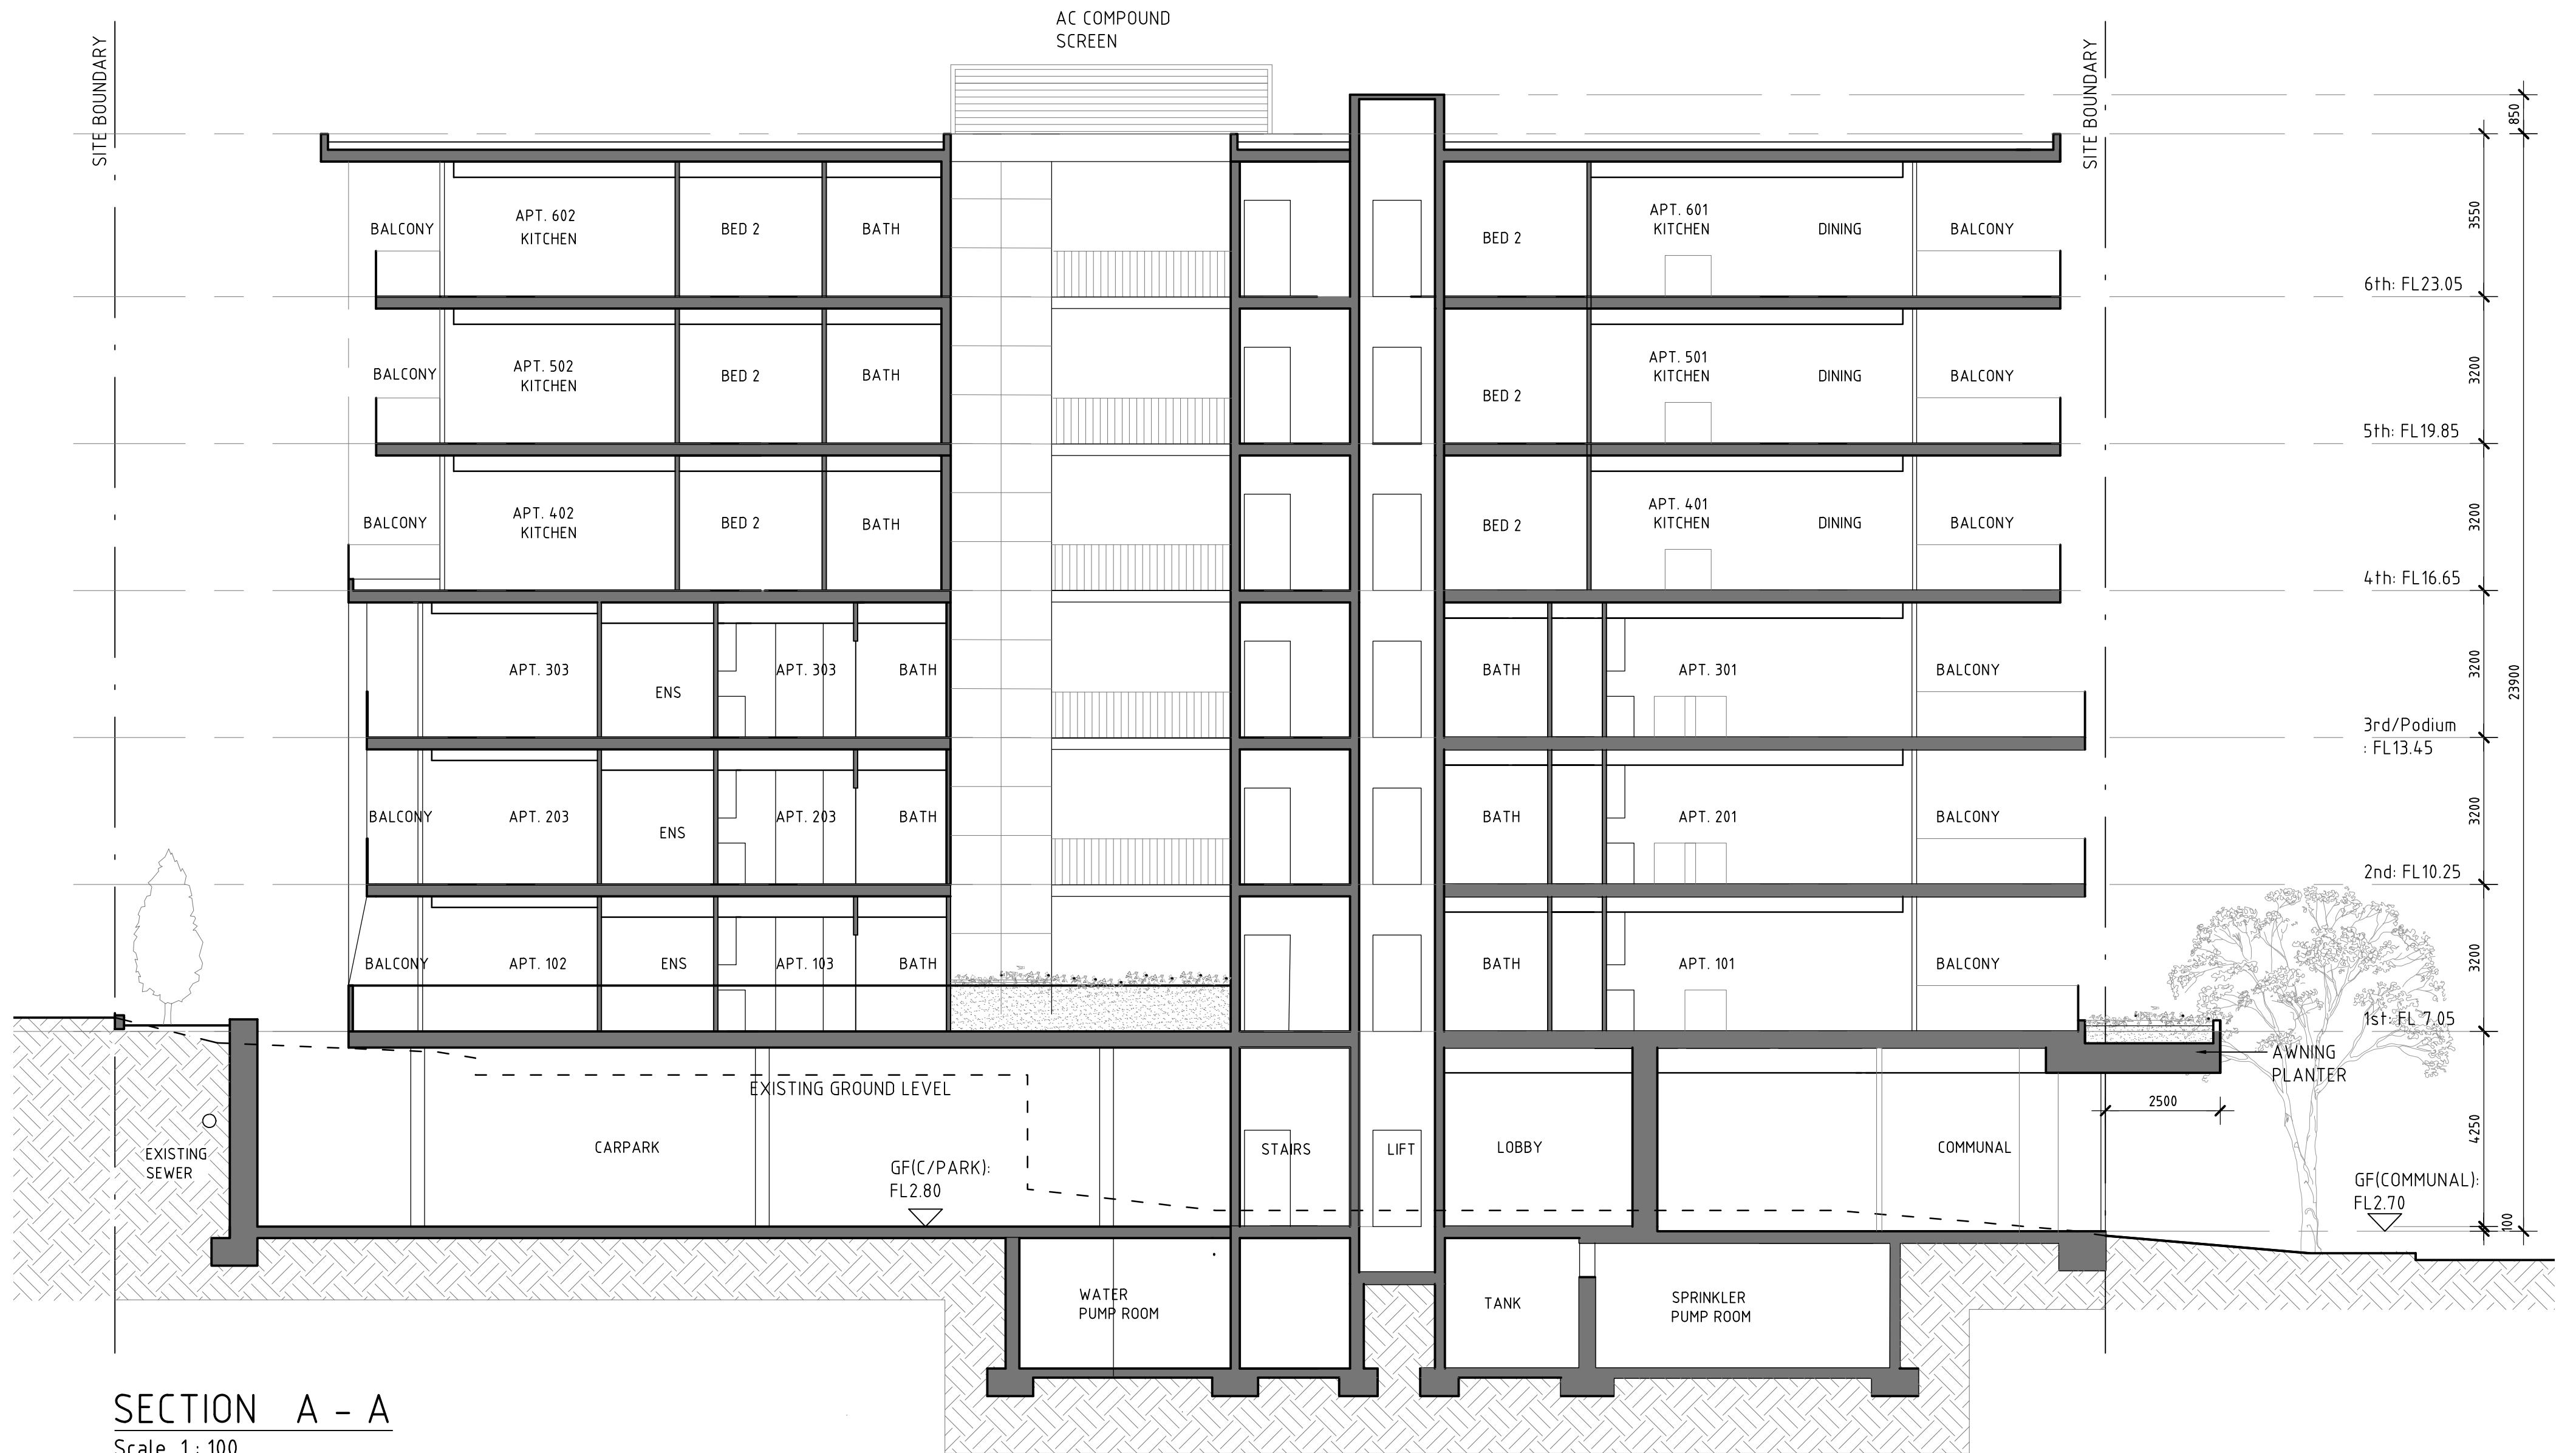 AC COMPOUND
SCREEN
SITE BOUNDARY
SITE BOUNDARY
850
BALCONY
APT. 602
KITCHEN
BED 2
BATH
BED 2
APT. 601
KITCHEN
DINING
BALCONY
3550
6th: FL23.05
BALCONY
APT. 502
KITCHEN
BED 2
BATH
BED 2
APT. 501
KITCHEN
DINING
BALCONY
3200
5th: FL19.85
BALCONY
APT. 402
KITCHEN
BED 2
BATH
BED 2
APT. 401
KITCHEN
DINING
BALCONY
3200
4th: FL16.65
APT. 303
ENS
APT. 303
BATH
BATH
APT. 301
BALCONY
3200
23900
3rd/Podium
: FL13.45
BALCONY
APT. 203
ENS
APT. 203
BATH
BATH
APT. 201
BALCONY
3200
2nd: FL10.25
BALCONY
APT. 102
ENS
APT. 103
BATH
BATH
APT. 101
BALCONY
3200
1st: FL 7.05
AWNING
PLANTER
EXISTING GROUND LEVEL
2500
4250
EXISTING
SEWER
CARPARK
GF(C/PARK):
FL2.80
STAIRS
LIFT
LOBBY
COMMUNAL
GF(COMMUNAL):
FL2.70
100
WATER
PUMP ROOM
TANK
SPRINKLER
PUMP ROOM
SECTION A - A
Scale 1 : 100